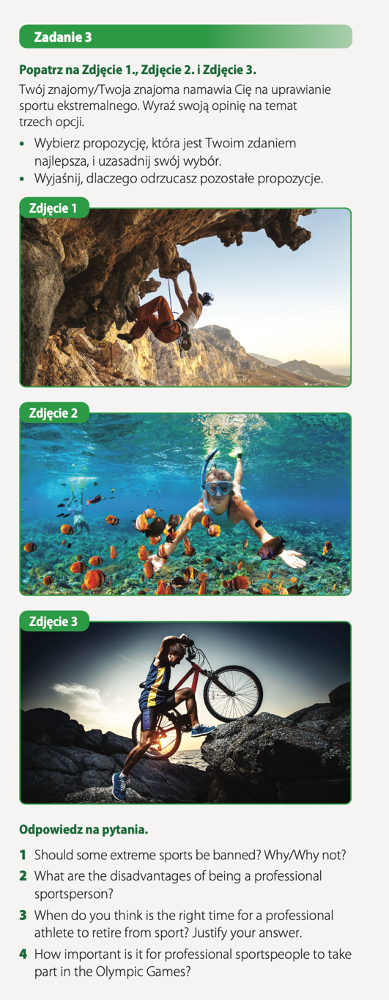 Zadanie 3
Popatrz na Zdjęcie 1., Zdjęcie 2. i Zdjęcie 3.
Twój znajomy/Twoja znajoma namawia Cię na uprawianie
sportu ekstremalnego. Wyraź swoją opinię na temat
trzech opcji.
• Wybierz propozycję, która jest Twoim zdaniem
najlepsza, i uzasadnij swój wybór.
• Wyjaśnij, dlaczego odrzucasz pozostałe propozycje.
Zdjęcie 1
Zdjęcie 2
Zdjęcie 3
Odpowiedz na pytania.
1 Should some extreme sports be banned? Why/Why not?
2 What are the disadvantages of being a professional
sportsperson?
3 When do you think is the right time for a professional
athlete to retire from sport? Justify your answer.
4 How important is it for professional sportspeople to take
part in the Olympic Games?